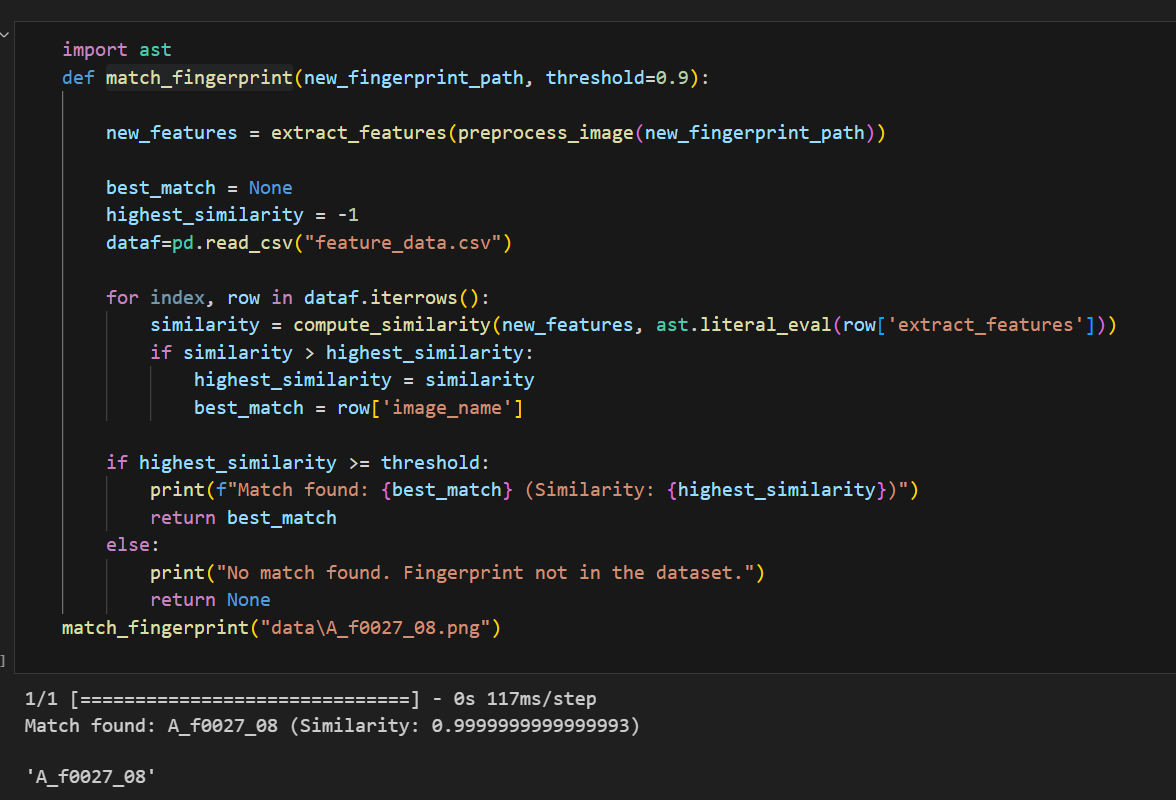 import ast
def match_fingerprint(new_fingerprint_path, threshold=0.9):
new_features = extract_features(preprocess_image(new_fingerprint_path))
best_match = None
highest_similarity = -1
dataf=pd.read_csv("feature_data.csv")
for index, row in dataf.iterrows():
similarity = compute_similarity(new_features, ast.literal_eval(row['extract_features']))
if similarity > highest_similarity:
highest_similarity = similarity
best_match = row['image_name']
if highest_similarity >= threshold:
print(f"Match found: {best_match} (Similarity: {highest_similarity})")
return best_match
else:
print("No match found. Fingerprint not in the dataset.")
return None
match_fingerprint("data\A_f0027_08.png")
]
1/1 [==============================] - 0s 117ms/step
Match found: A_f0027_08 (Similarity: 0.9999999999999993)
'A_f0027_08'